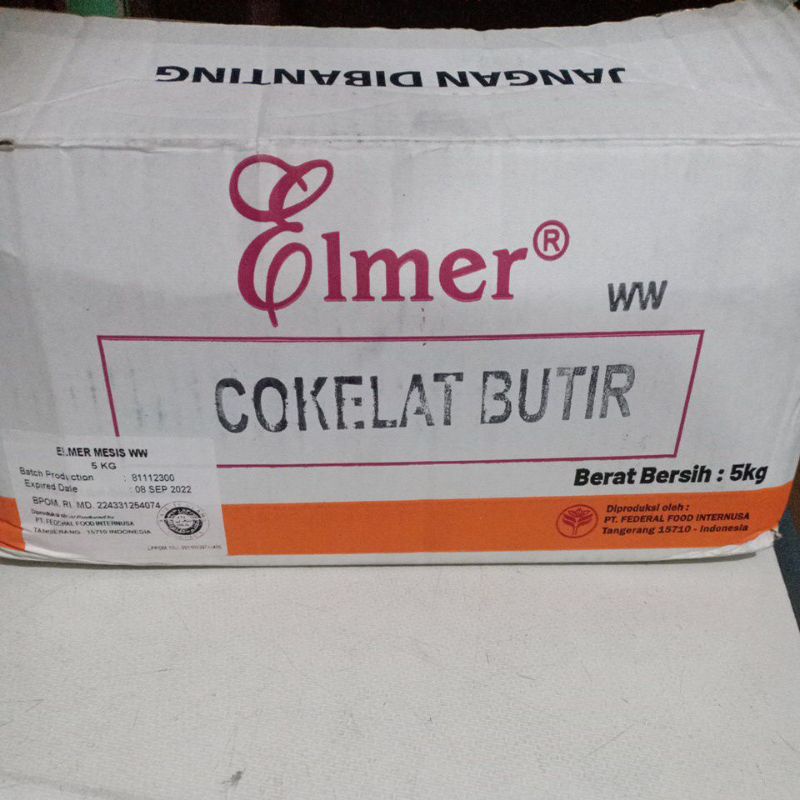 JANGAN DIBANTING
Elmer®
WW
COKELAT BUTIR
ELMER MESIS WW
5 KG
Batch Production : 81112300
Expired Date : 08 SEP 2022
BPOM. RI. MD. 224331254074
PT. FEDERAL FOOD INTERNUSA
TANGERANG 15710 INDONESIA
Berat Bersih : 5kg
Diproduksi oleh :
PT. FEDERAL FOOD INTERNUSA
Tangerang 15710 - Indonesia